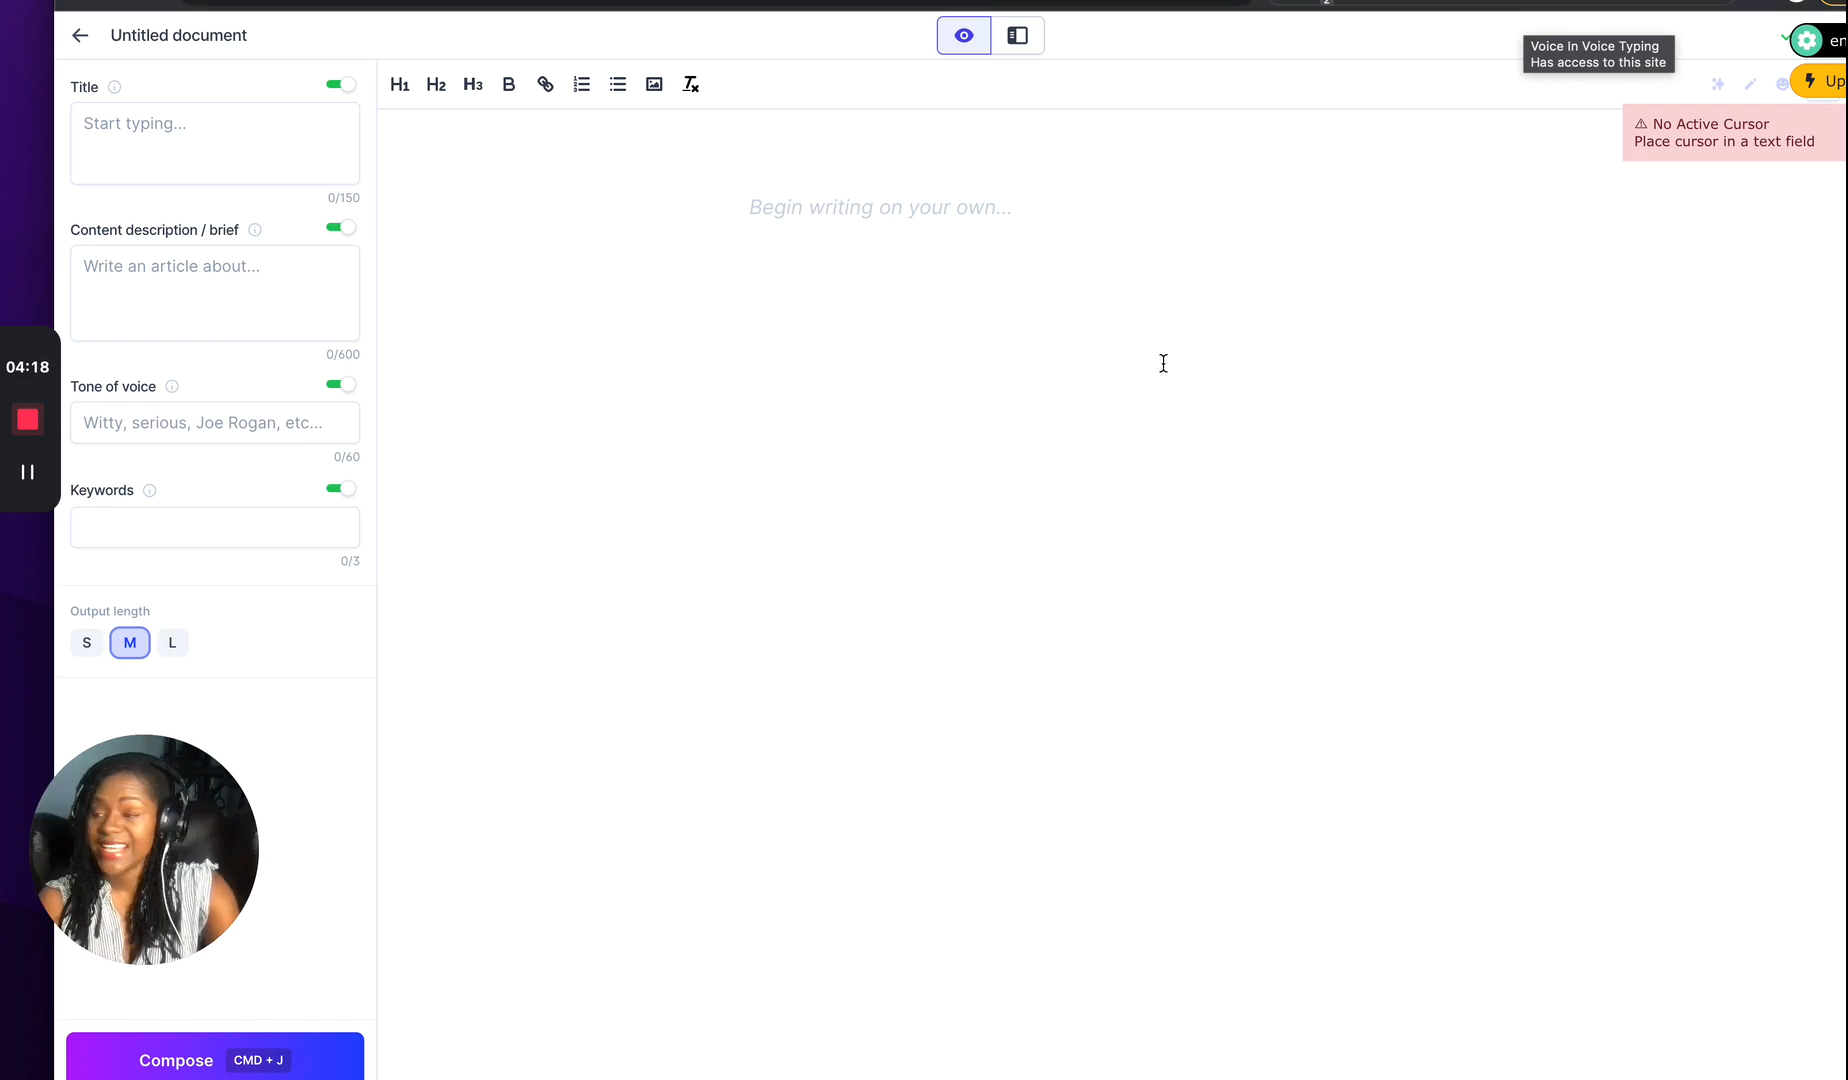 Untitled document
Voice In Voice Typing
Has access to this site
en
Up
⚠ No Active Cursor
Place cursor in a text field
H1 H2 H3 B
Title
Start typing...
0/150
Begin writing on your own...
Content description / brief
Write an article about...
0/600
04:18
Tone of voice
Witty, serious, Joe Rogan, etc...
0/60
Keywords
0/3
Output length
S M L
Compose CMD + J